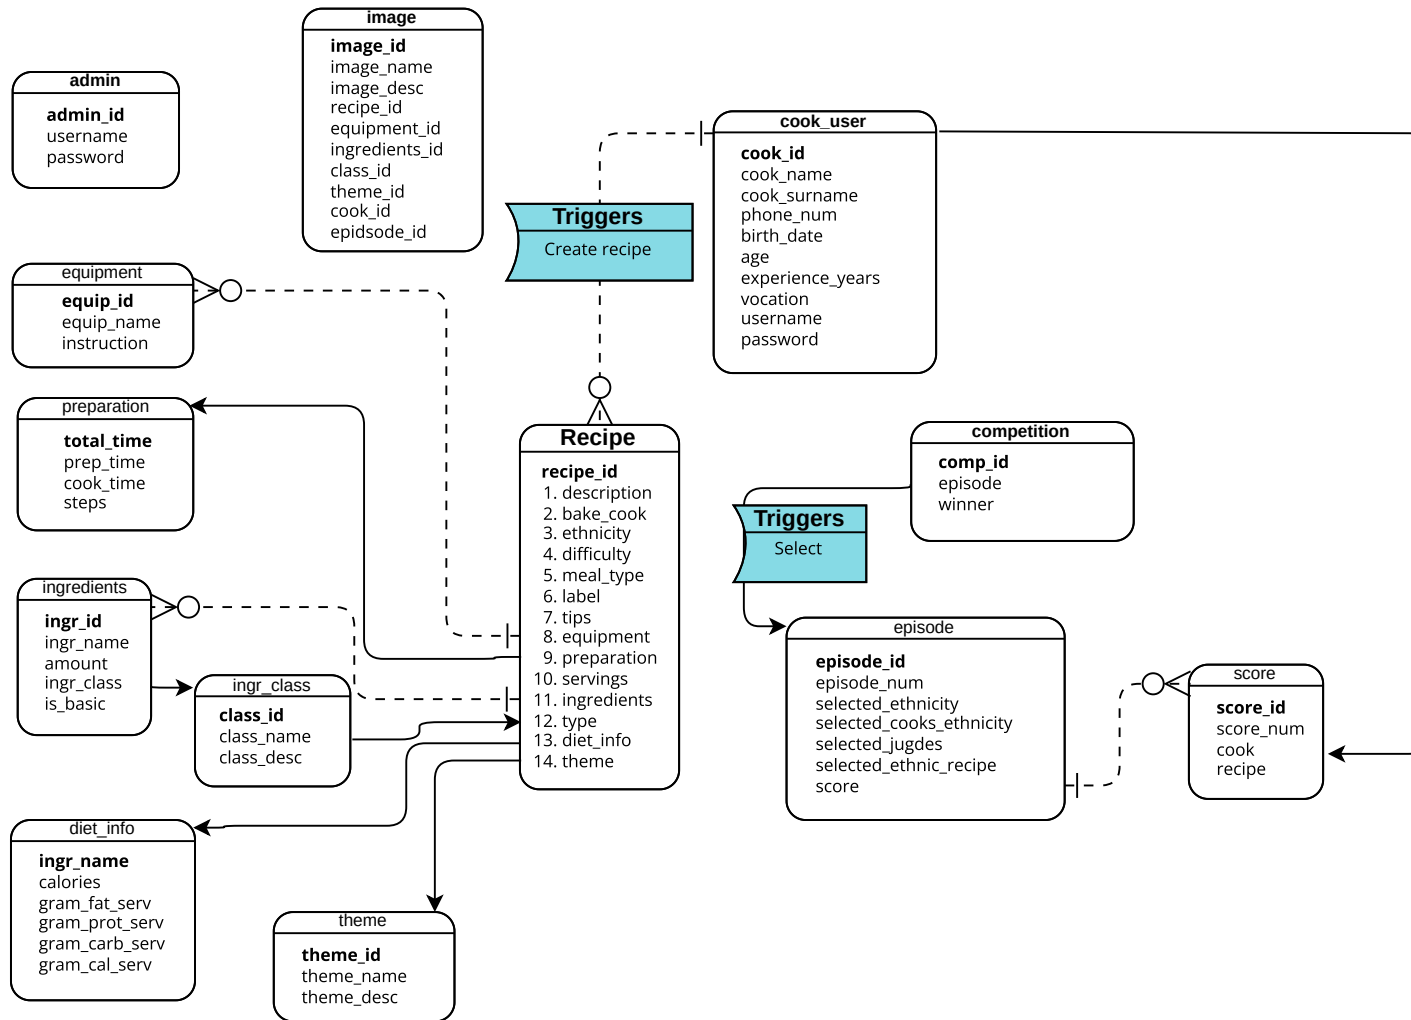 image
image_id
image_name
image_desc
recipe_id
equipment_id
ingredients_id
class_id
theme_id
cook_id
epidsode_id
admin
admin_id
username
password
cook_user
cook_id
cook_name
cook_surname
phone_num
birth_date
age
experience_years
vocation
username
password
Triggers
Create recipe
equipment
equip_id
equip_name
instruction
preparation
total_time
prep_time
cook_time
steps
Recipe
recipe_id
1. description
2. bake_cook
3. ethnicity
4. difficulty
5. meal_type
6. label
7. tips
8. equipment
9. preparation
10. servings
11. ingredients
12. type
13. diet_info
14. theme
competition
comp_id
episode
winner
Triggers
Select
ingredients
ingr_id
ingr_name
amount
ingr_class
is_basic
ingr_class
class_id
class_name
class_desc
episode
episode_id
episode_num
selected_ethnicity
selected_cooks_ethnicity
selected_jugdes
selected_ethnic_recipe
score
score
score_id
score_num
cook
recipe
diet_info
ingr_name
calories
gram_fat_serv
gram_prot_serv
gram_carb_serv
gram_cal_serv
theme
theme_id
theme_name
theme_desc